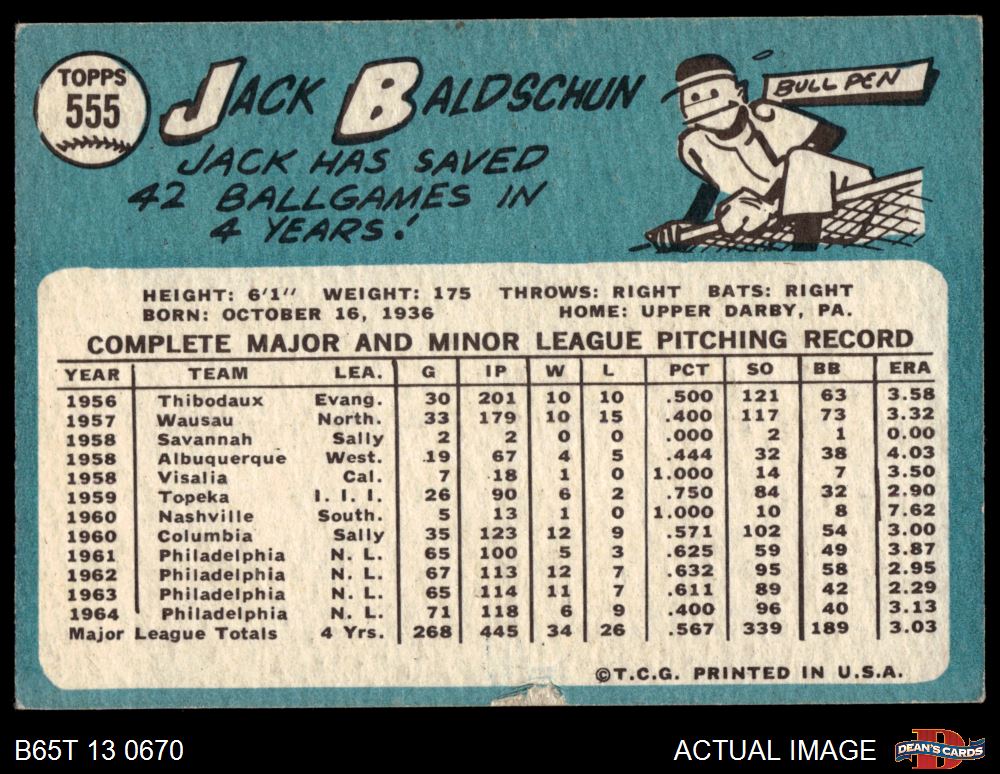 TOPPS
555
JACK BALDSCHUN
BULL PEN
JACK HAS SAVED
42 BALLGAMES IN
4 YEARS!
HEIGHT: 6'1" WEIGHT: 175 THROWS: RIGHT BATS: RIGHT
BORN: OCTOBER 16, 1936 HOME: UPPER DARBY, PA.
COMPLETE MAJOR AND MINOR LEAGUE PITCHING RECORD
YEAR TEAM LEA. G IP W L PCT SO BB ERA
1956 Thibodaux Evang. 30 201 10 10 .500 121 63 3.58
1957 Wausau North. 33 179 10 15 .400 117 73 3.32
1958 Savannah Sally 2 2 0 0 .000 2 1 0.00
1958 Albuquerque West. 19 67 4 5 .444 32 38 4.03
1958 Visalia Cal. 7 18 1 0 1.000 14 7 3.50
1959 Topeka I. I. I. 26 90 6 2 .750 84 32 2.90
1960 Nashville South. 5 13 1 0 1.000 10 8 7.62
1960 Columbia Sally 35 123 12 9 .571 102 54 3.00
1961 Philadelphia N. L. 65 100 5 3 .625 59 49 3.87
1962 Philadelphia N. L. 67 113 12 7 .632 95 58 2.95
1963 Philadelphia N. L. 65 114 11 7 .611 89 42 2.29
1964 Philadelphia N. L. 71 118 6 9 .400 96 40 3.13
Major League Totals 4 Yrs. 268 445 34 26 .567 339 189 3.03
©T.C.G. PRINTED IN U.S.A.
B65T 13 0670
ACTUAL IMAGE
DEAN'S CARDS